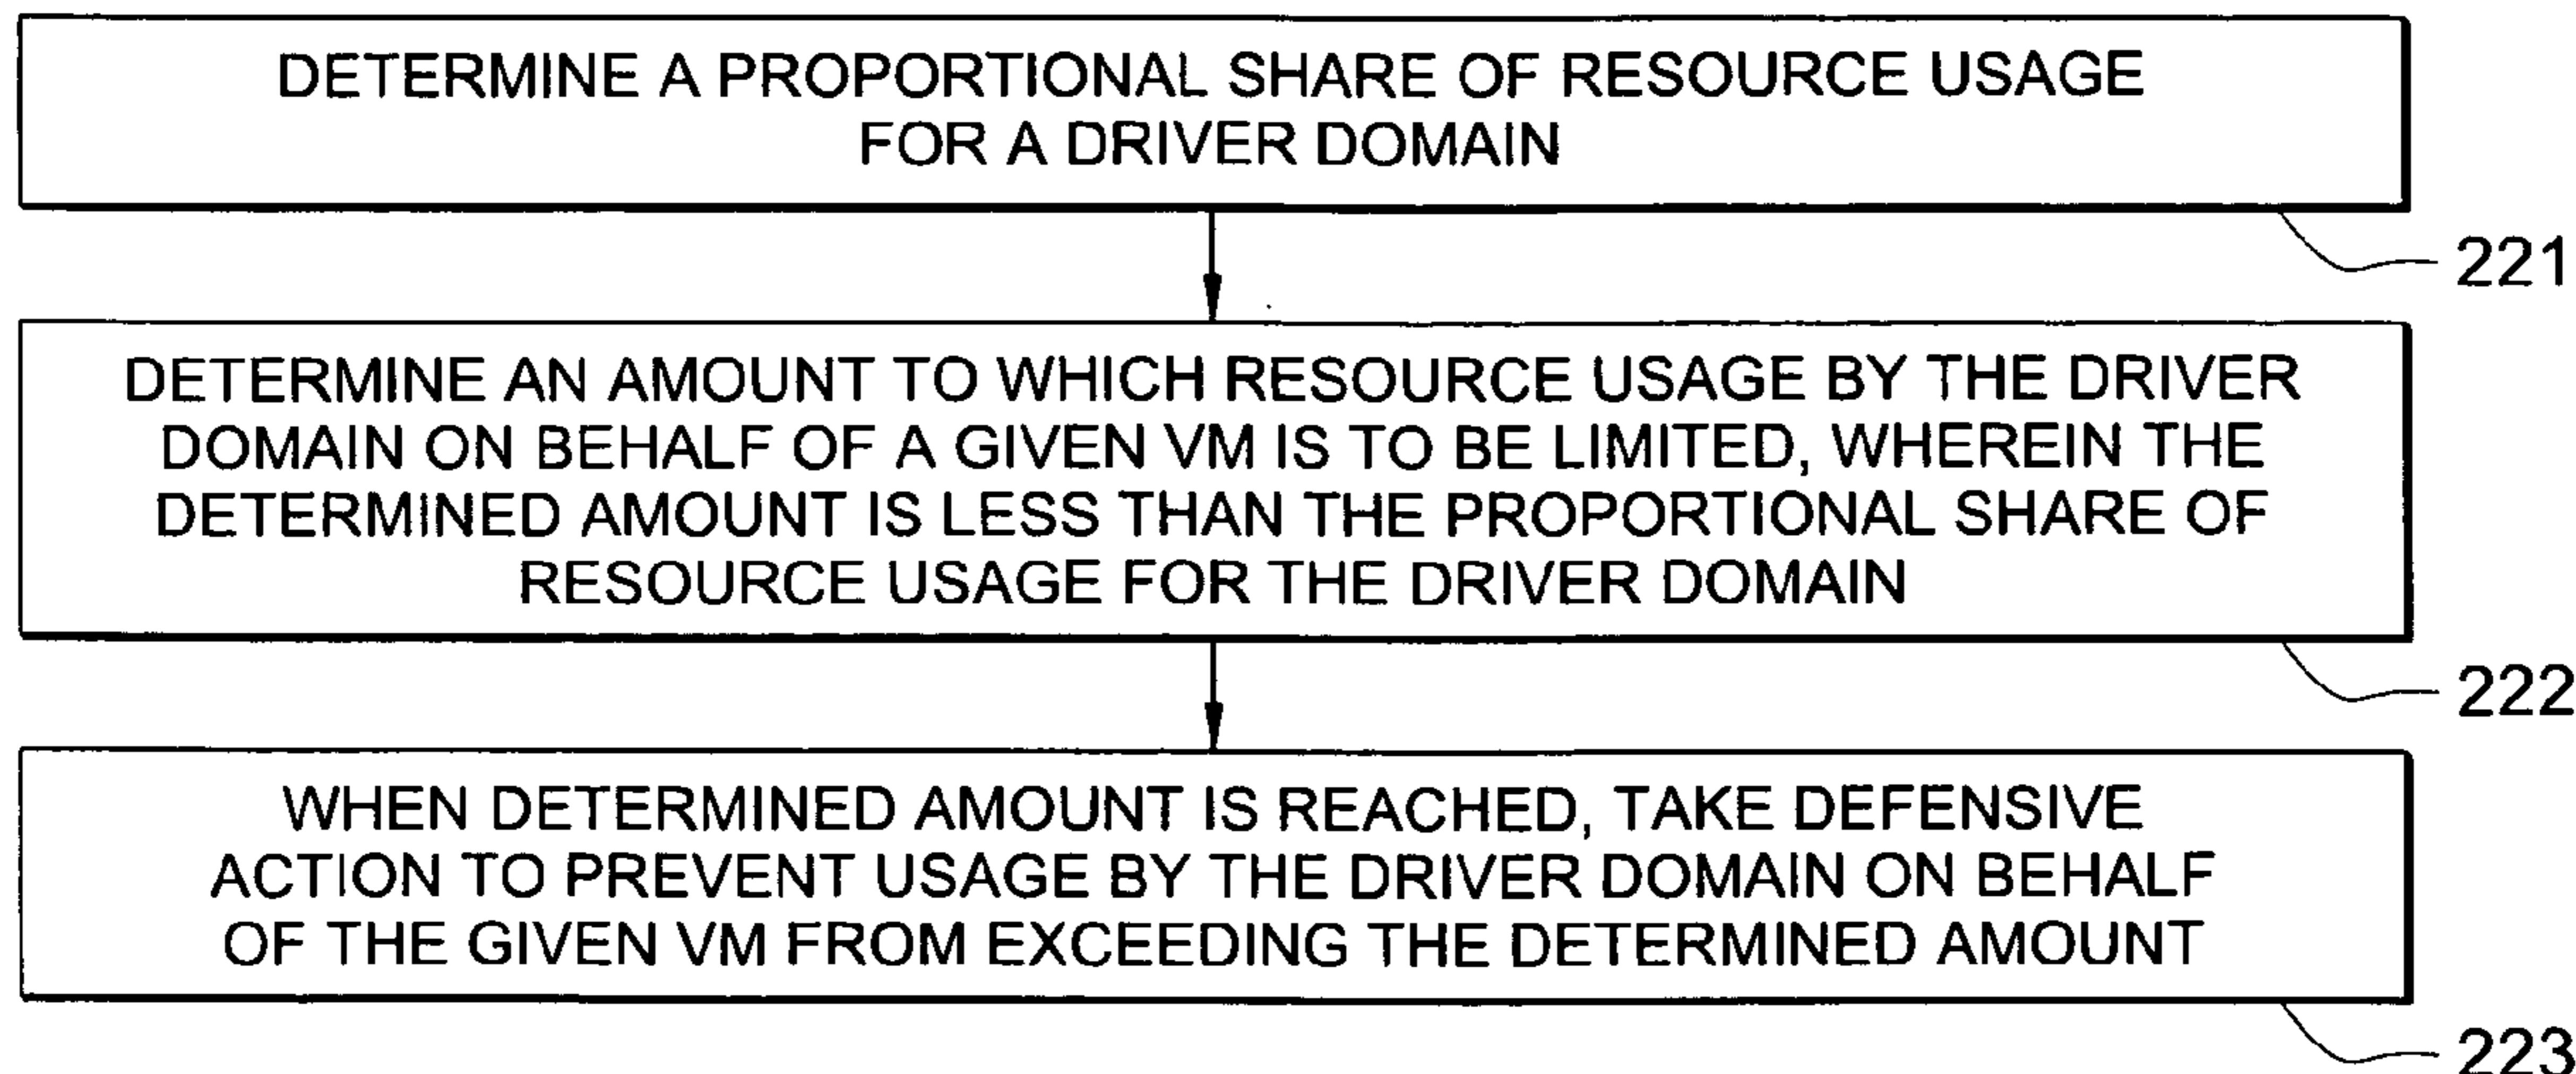 DETERMINE A PROPORTIONAL SHARE OF RESOURCE USAGE
FOR A DRIVER DOMAIN
221
DETERMINE AN AMOUNT TO WHICH RESOURCE USAGE BY THE DRIVER
DOMAIN ON BEHALF OF A GIVEN VM IS TO BE LIMITED, WHEREIN THE
DETERMINED AMOUNT IS LESS THAN THE PROPORTIONAL SHARE OF
RESOURCE USAGE FOR THE DRIVER DOMAIN
222
WHEN DETERMINED AMOUNT IS REACHED, TAKE DEFENSIVE
ACTION TO PREVENT USAGE BY THE DRIVER DOMAIN ON BEHALF
OF THE GIVEN VM FROM EXCEEDING THE DETERMINED AMOUNT
223